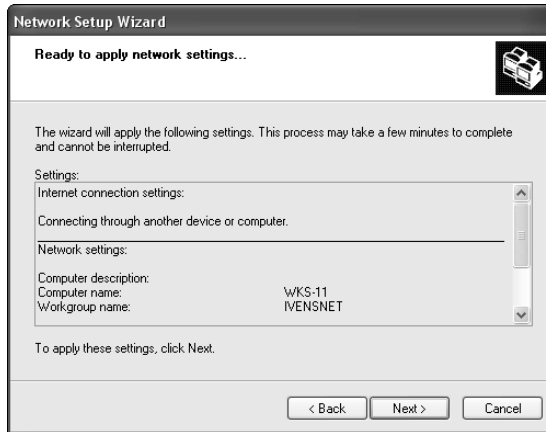 Network Setup Wizard
Ready to apply network settings...
The wizard will apply the following settings. This process may take a few minutes to complete
and cannot be interrupted.
Settings:
Internet connection settings:
Connecting through another device or computer.
Network settings:
Computer description:
Computer name: WKS-11
Workgroup name: IVENSNET
To apply these settings, click Next.
< Back Next > Cancel